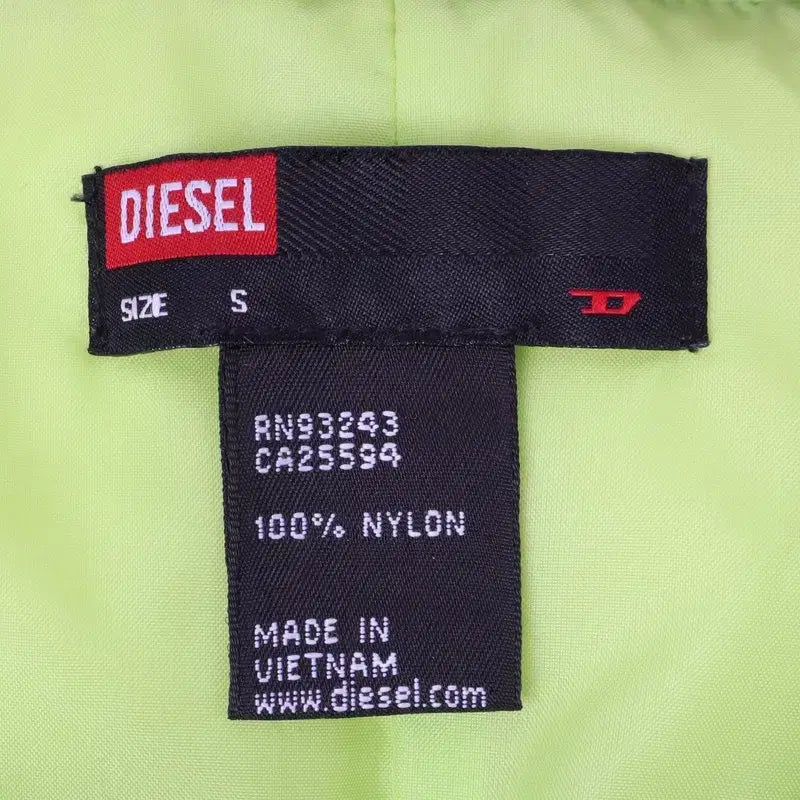 DIESEL
SIZE S
RN93243
CA25594
100% NYLON
MADE IN
VIETNAM
www.diesel.com